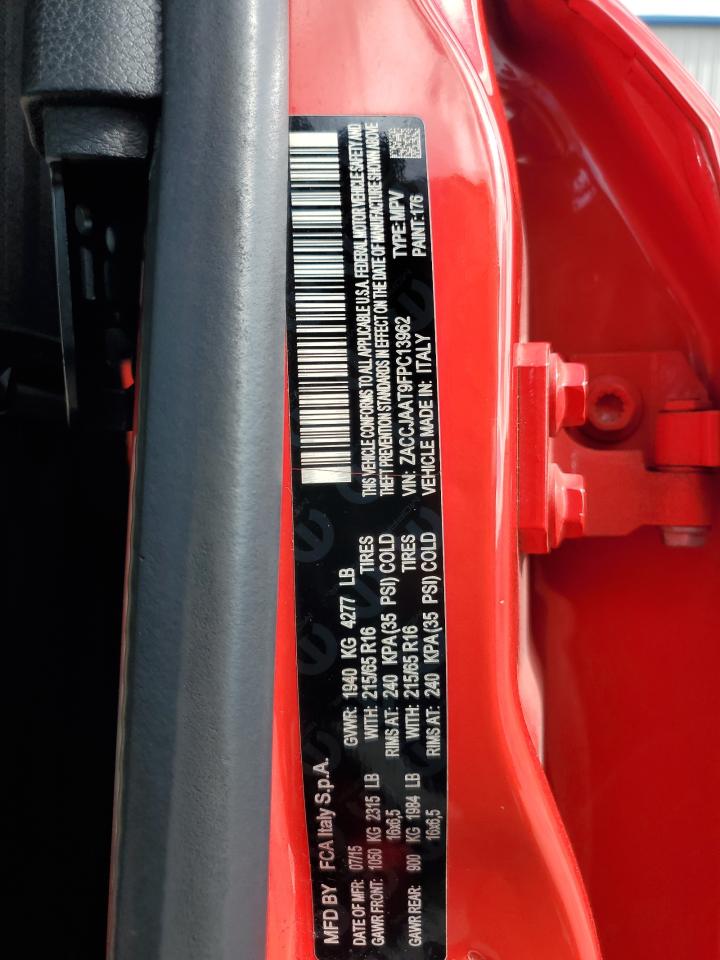 MFD BY FCA Italy S.p.A.
DATE OF MFR: 07/15 GVWR: 1940 KG 4277 LB
GAWR FRONT: 1050 KG 2315 LB WITH: 215/65 R16 TIRES
16x6,5 RIMS AT: 240 KPA(35 PSI) COLD
GAWR REAR: 900 KG 1984 LB WITH: 215/65 R16 TIRES
16x6,5 RIMS AT: 240 KPA(35 PSI) COLD
THIS VEHICLE CONFORMS TO ALL APPLICABLE U.S.A. FEDERAL MOTOR VEHICLE SAFETY AND
THEFT PREVENTION STANDARDS IN EFFECT ON THE DATE OF MANUFACTURE SHOWN ABOVE
VIN: ZACCJAAT9FPC13962 TYPE:MPV
VEHICLE MADE IN: ITALY PAINT:176